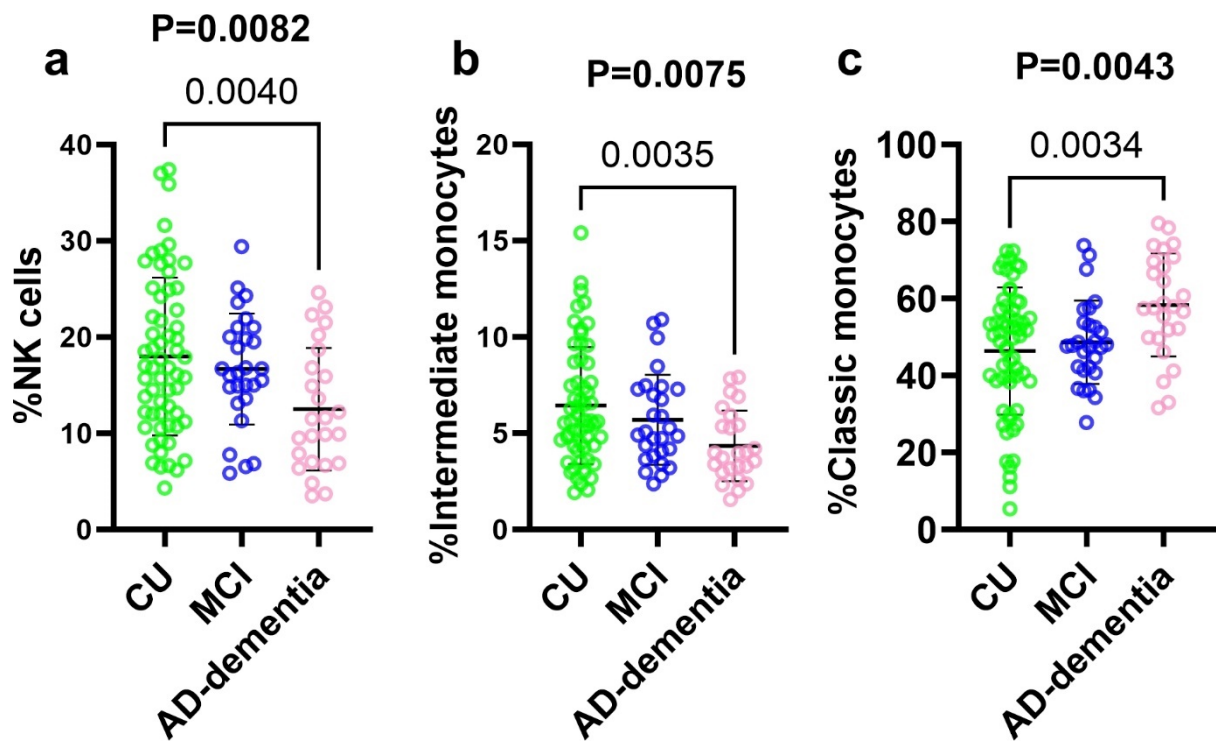 a
P=0.0082
0.0040
%NK cells
40
30
20
10
0
CU
MCI
AD-dementia
b
P=0.0075
0.0035
%Intermediate monocytes
20
15
10
5
0
CU
MCI
AD-dementia
c
P=0.0043
0.0034
%Classic monocytes
100
80
60
40
20
0
CU
MCI
AD-dementia